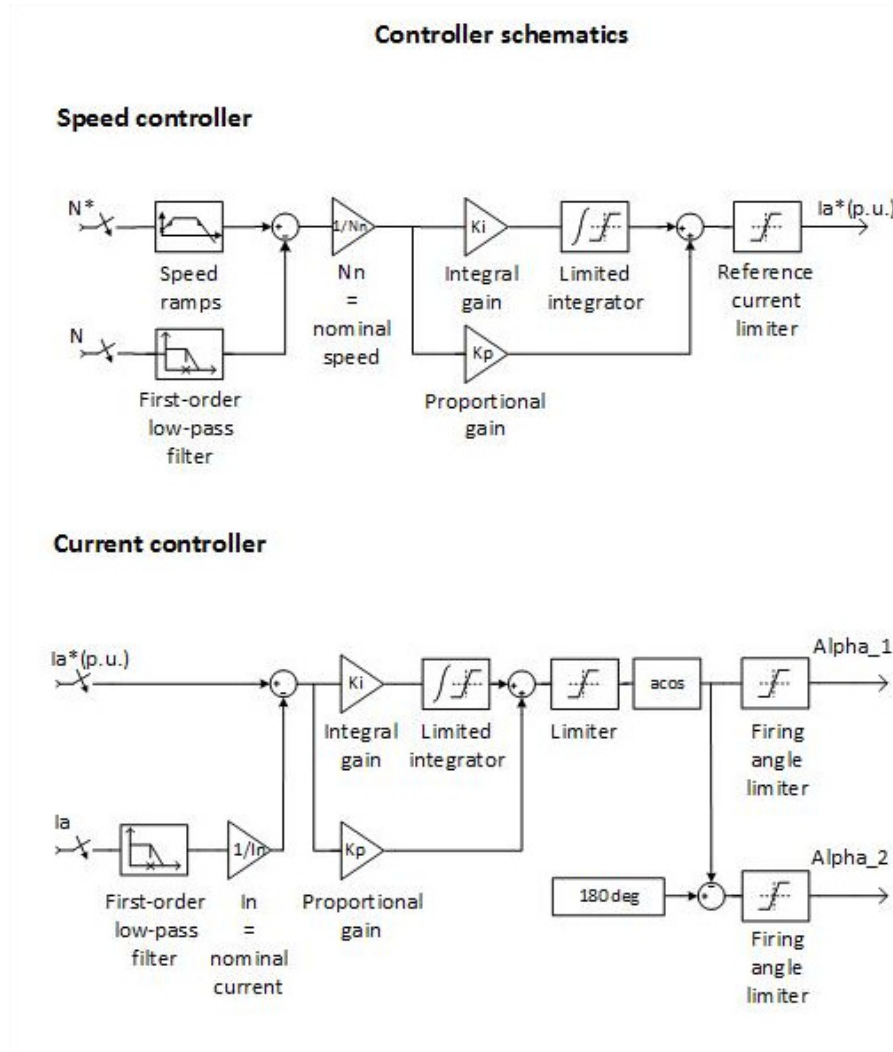 Controller schematics
Speed controller
N*
Speed
ramps
N
First-order
low-pass
filter
1/Nn
Nn
=
nominal
speed
Ki
Integral
gain
Kp
Proportional
gain
Limited
integrator
Reference
current
limiter
Ia*(p.u.)
Current controller
Ia*(p.u.)
Ia
First-order
low-pass
filter
1/In
In
=
nominal
current
Ki
Integral
gain
Kp
Proportional
gain
Limited
integrator
Limiter
acos
Firing
angle
limiter
Alpha_1
180deg
Firing
angle
limiter
Alpha_2